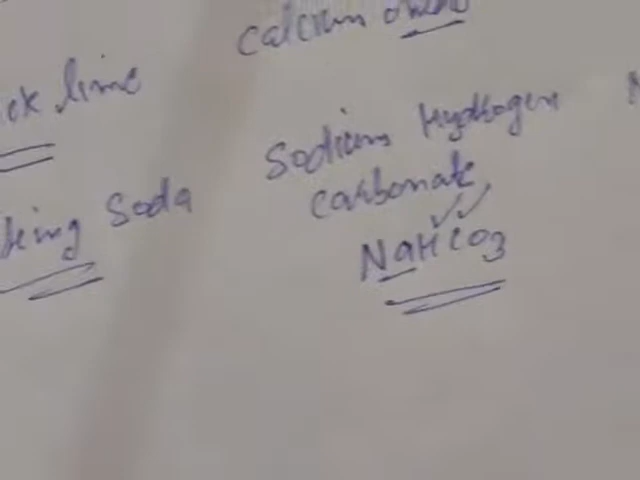 calcium
ck lime
Sodium Hydrogen
carbonate
king Soda
NaHCO3